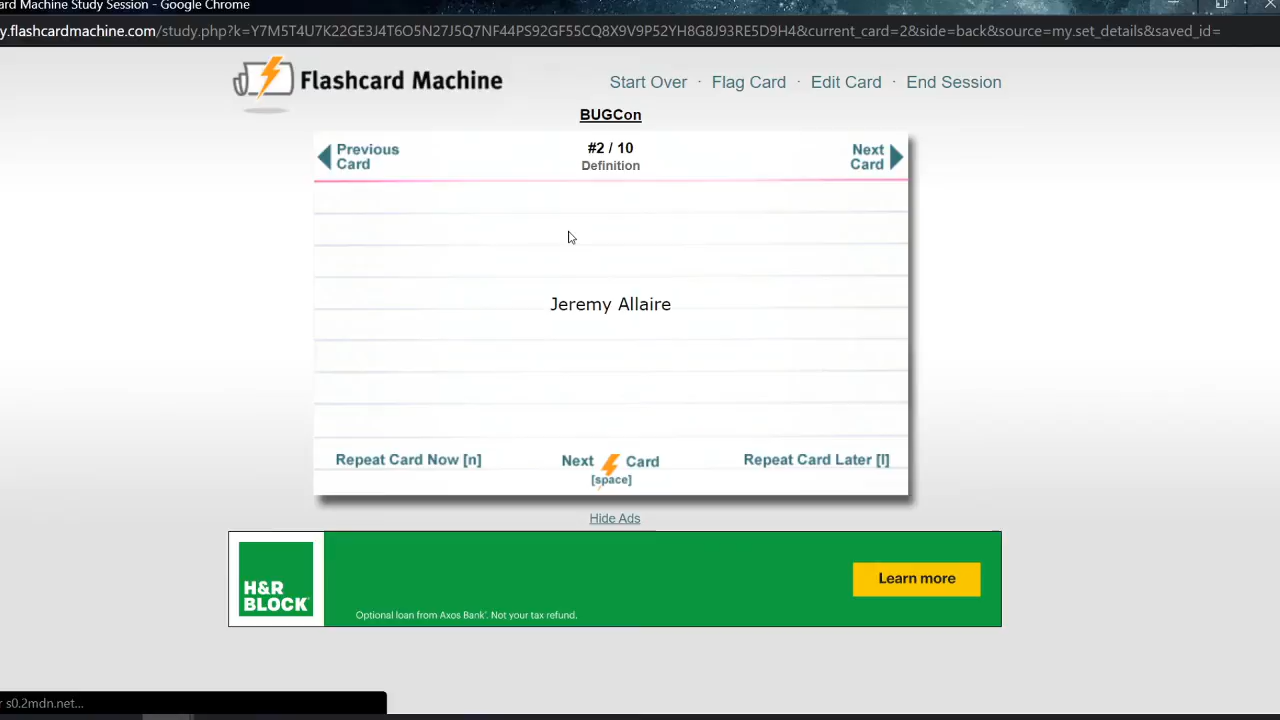 ard Machine Study Session - Google Chrome
y.flashcardmachine.com/study.php?k=Y7M5T4U7K22GE3J4T6O5N27J5Q7NF44PS92GF55CQ8X9V9P52YH8G8J93RE5D9H4&current_card=2&side=back&source=my.set_details&saved_id=
Flashcard Machine
Start Over · Flag Card · Edit Card · End Session
BUGCon
Previous Card
#2 / 10
Definition
Next Card
Jeremy Allaire
Repeat Card Now [n]
Next Card
[space]
Repeat Card Later [l]
Hide Ads
H&R BLOCK
Learn more
Optional loan from Axos Bank®. Not your tax refund.
r s0.2mdn.net...